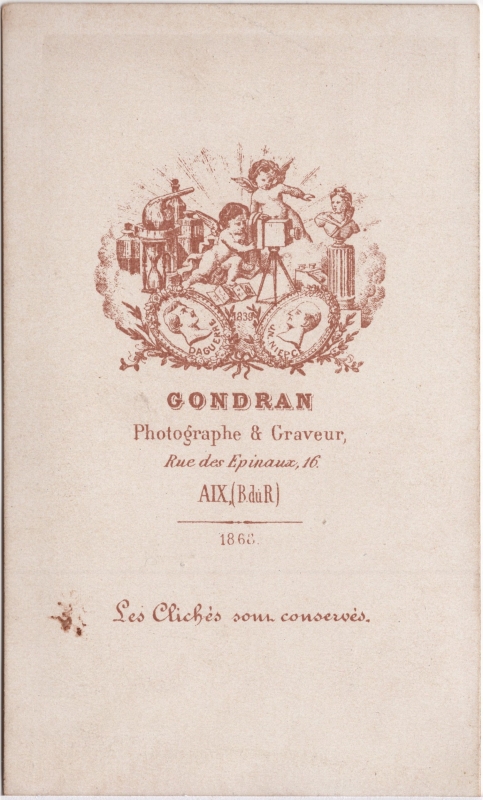 1839
DAGUERRE
NIEPCE
GONDRAN
Photographe & Graveur,
Rue des Epinaux, 16.
AIX, (B. du R)
Les Clichés sont conservés.